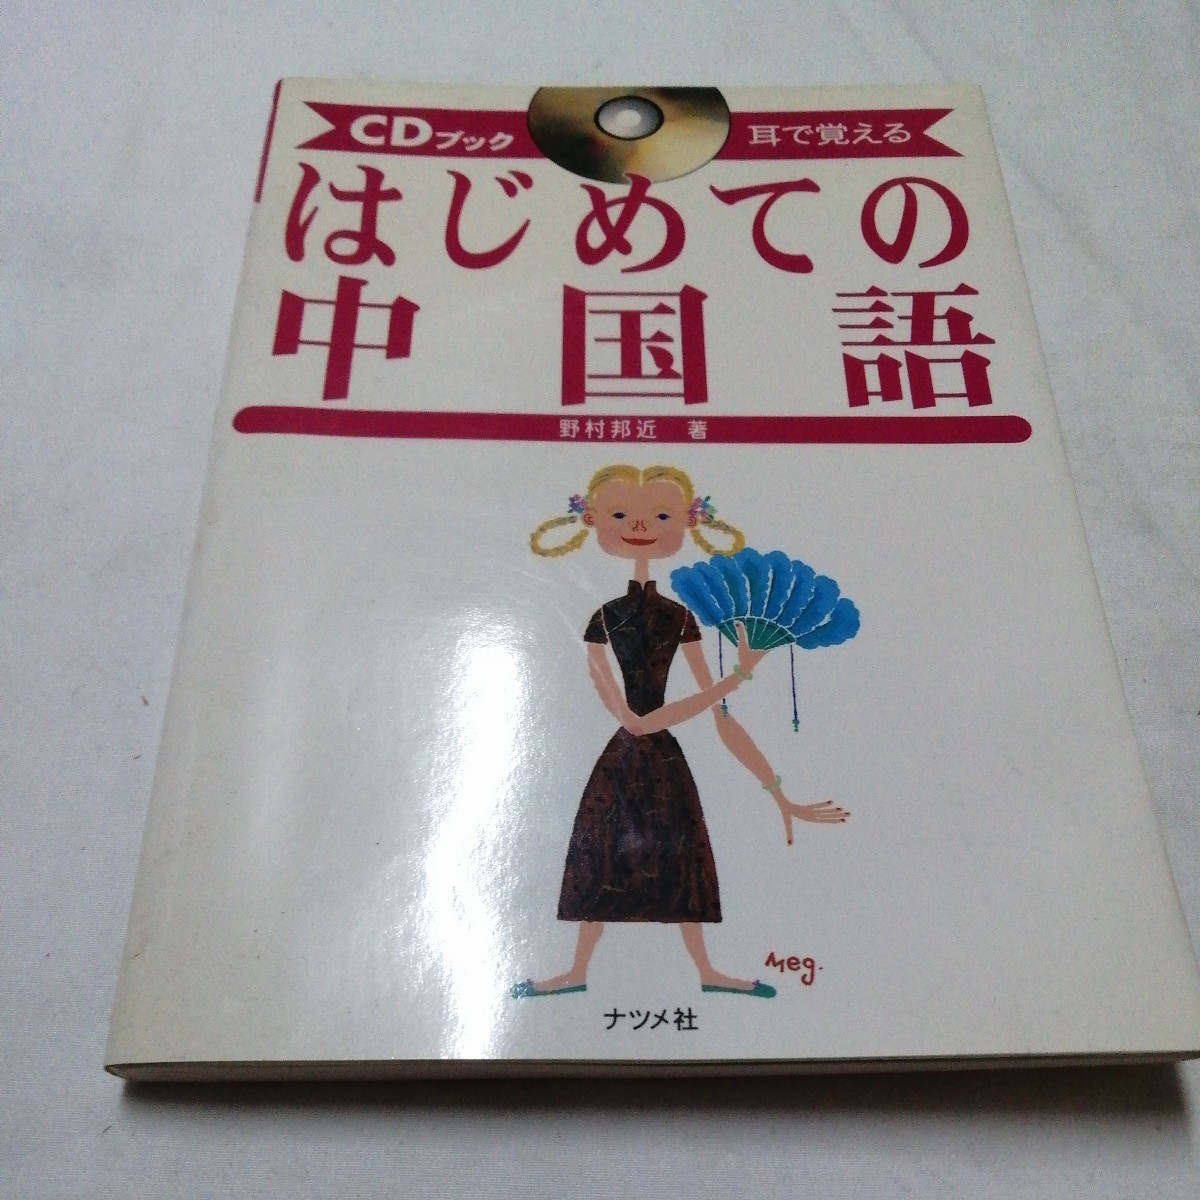 CDブック 耳で覚える
はじめての
中国語
野村邦近 著
Meg.
ナツメ社